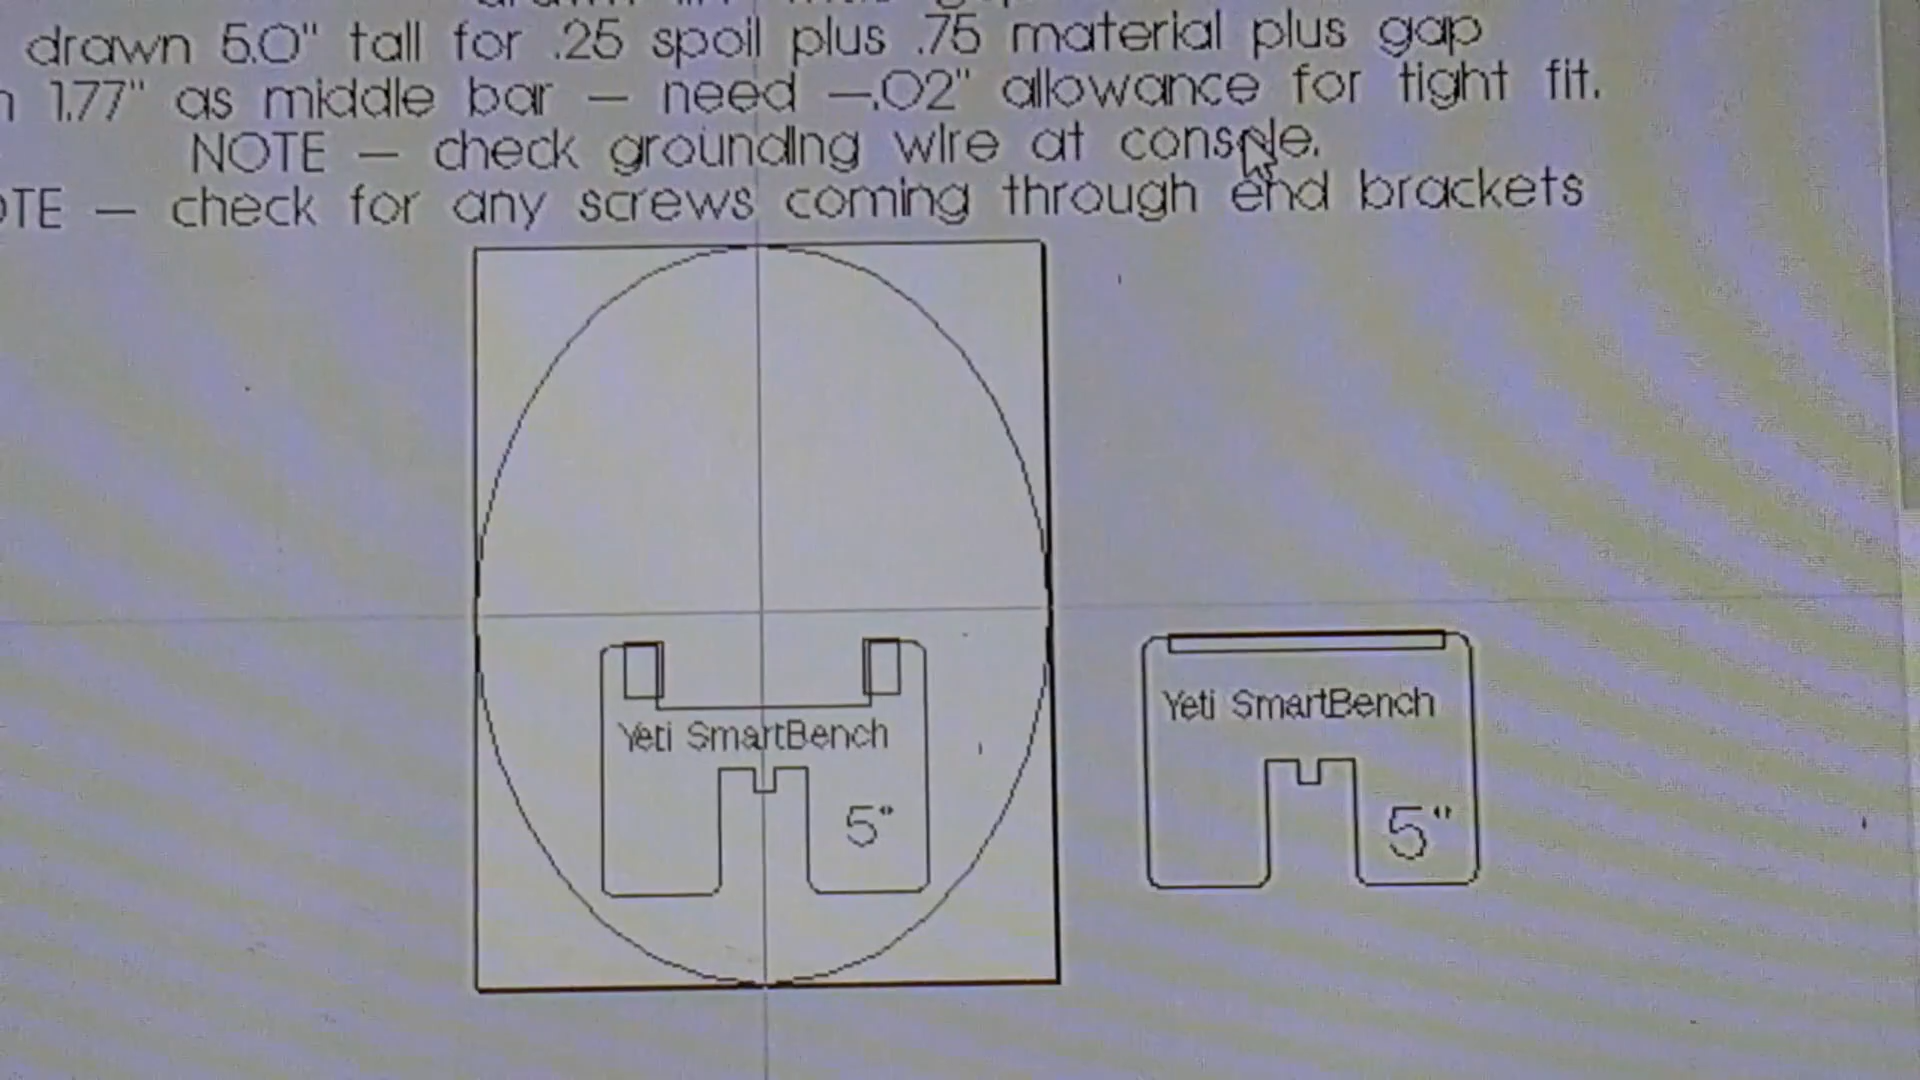 drawn 5.0" tall for .25 spoil plus .75 material plus gap
1.77" as middle bar — need —.02" allowance for tight fit.
NOTE — check grounding wire at console.
— check for any screws coming through end brackets
Yeti SmartBench
5"
Yeti SmartBench
5"